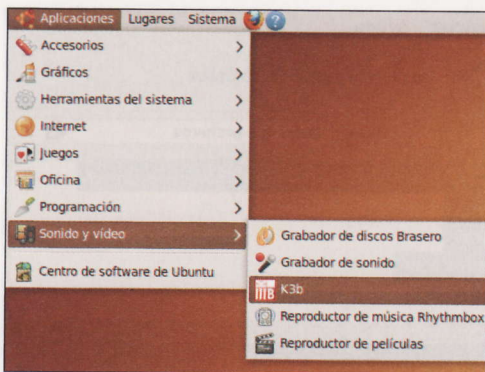 Aplicaciones Lugares Sistema
Accesorios
Gráficos
Herramientas del sistema
Internet
Juegos
Oficina
Programación
Sonido y vídeo
Centro de software de Ubuntu
Grabador de discos Brasero
Grabador de sonido
K3b
Reproductor de música Rhythmbox
Reproductor de películas